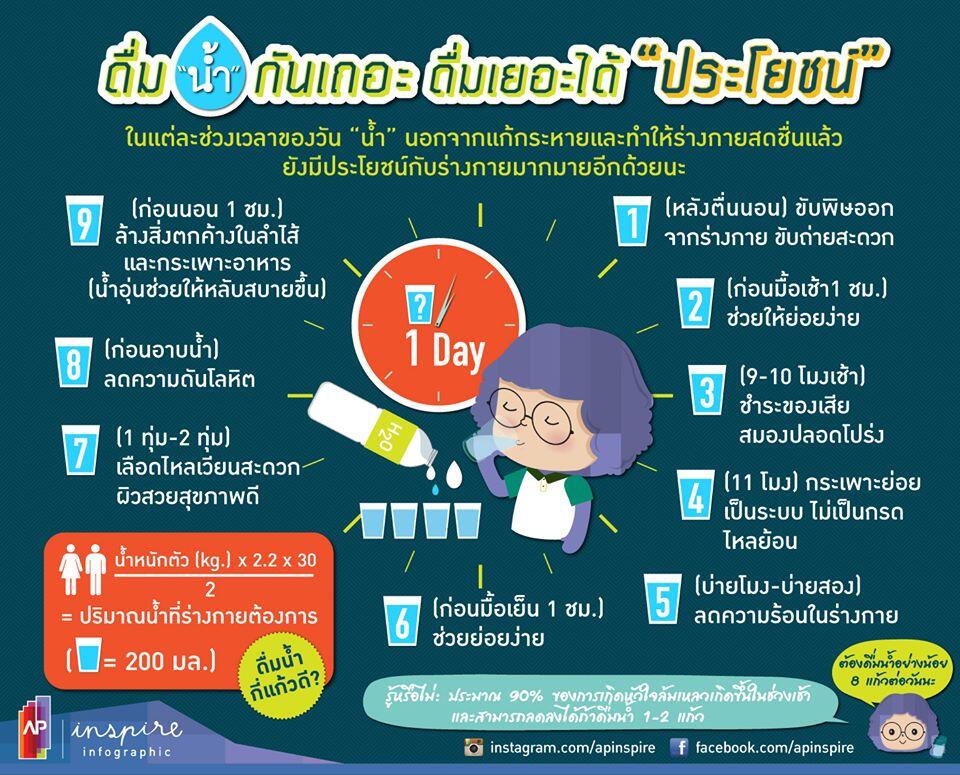 ดื่ม "น้ำ" กันเถอะ ดื่มเยอะได้ "ประโยชน์"
ในแต่ละช่วงเวลาของวัน "น้ำ" นอกจากแก้กระหายและทำให้ร่างกายสดชื่นแล้ว
ยังมีประโยชน์กับร่างกายมากมายอีกด้วยนะ
1
(หลังตื่นนอน) ขับพิษออก
จากร่างกาย ขับถ่ายสะดวก
2
(ก่อนมื้อเช้า1 ชม.)
ช่วยให้ย่อยง่าย
3
(9-10 โมงเช้า)
ชำระของเสีย
สมองปลอดโปร่ง
4
(11 โมง) กระเพาะย่อย
เป็นระบบ ไม่เป็นกรด
ไหลย้อน
5
(บ่ายโมง-บ่ายสอง)
ลดความร้อนในร่างกาย
6
(ก่อนมื้อเย็น 1 ชม.)
ช่วยย่อยง่าย
7
(1 ทุ่ม-2 ทุ่ม)
เลือดไหลเวียนสะดวก
ผิวสวยสุขภาพดี
8
(ก่อนอาบน้ำ)
ลดความดันโลหิต
9
(ก่อนนอน 1 ชม.)
ล้างสิ่งตกค้างในลำไส้
และกระเพาะอาหาร
(น้ำอุ่นช่วยให้หลับสบายขึ้น)
?
1 Day
H2O
น้ำหนักตัว (kg.) x 2.2 x 30
2
= ปริมาณน้ำที่ร่างกายต้องการ
( = 200 มล.)
ดื่มน้ำ
กี่แก้วดี?
รู้หรือไม่: ประมาณ 90% ของการเกิดหัวใจล้มเหลวเกิดขึ้นในช่วงเช้า
และสามารถลดลงได้ถ้าดื่มน้ำ 1-2 แก้ว
ต้องดื่มน้ำอย่างน้อย
8 แก้วต่อวันนะ
AP
inspire
infographic
instagram.com/apinspire
facebook.com/apinspire